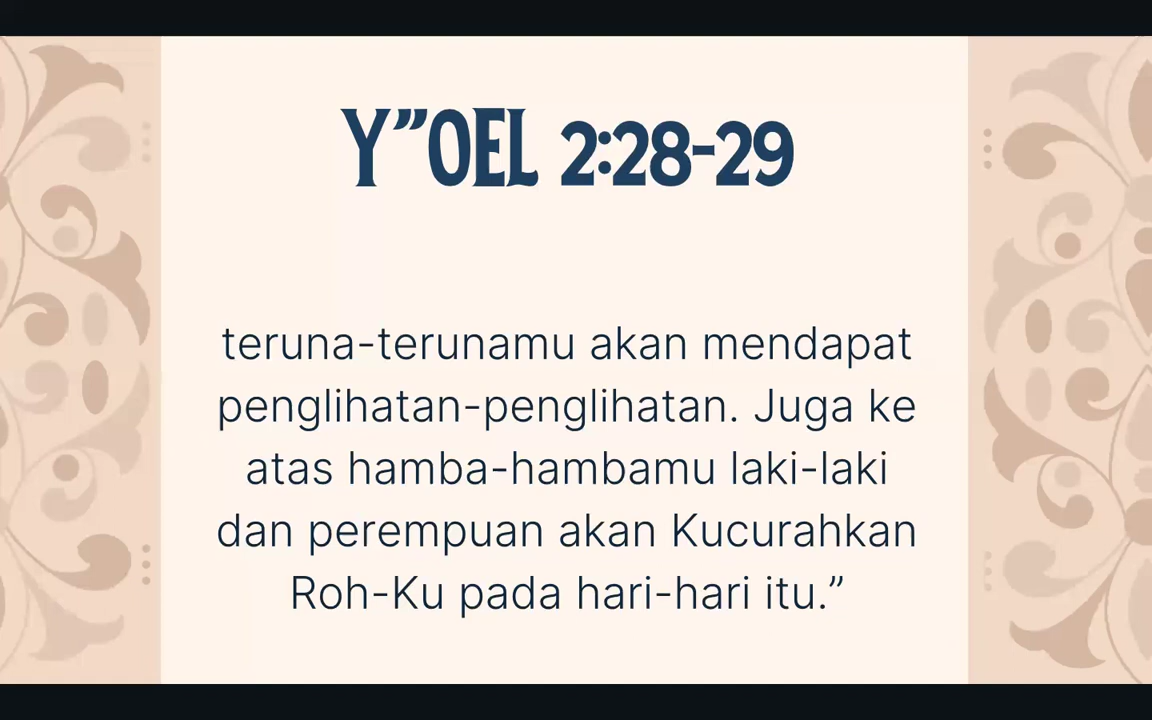 Y”OEL 2:28-29
teruna-terunamu akan mendapat
penglihatan-penglihatan. Juga ke
atas hamba-hambamu laki-laki
dan perempuan akan Kucurahkan
Roh-Ku pada hari-hari itu.”